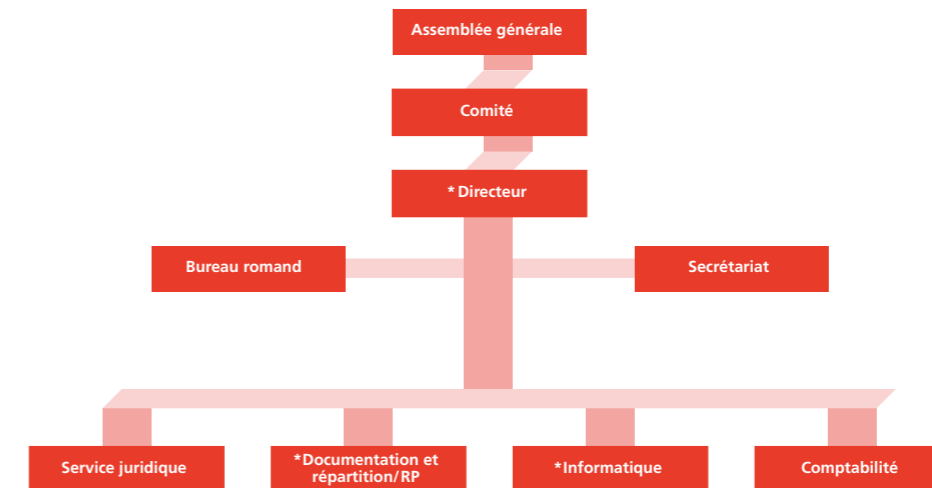 Assemblée générale
Comité
* Directeur
Bureau romand
Secrétariat
Service juridique
*Documentation et
répartition/RP
*Informatique
Comptabilité